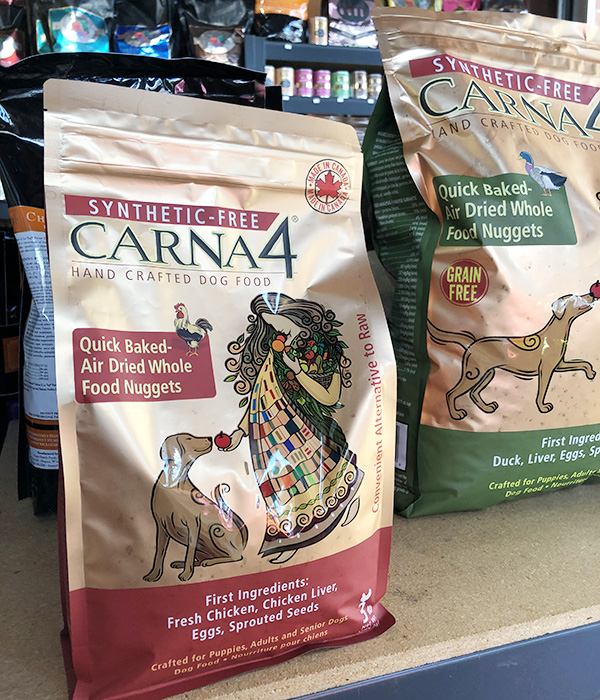 MADE IN CANADA
SYNTHETIC-FREE
CARNA4®
HAND CRAFTED DOG FOOD
Quick Baked-
Air Dried Whole
Food Nuggets
Convenient Alternative to Raw
First Ingredients:
Fresh Chicken, Chicken Liver,
Eggs, Sprouted Seeds
Crafted for Puppies, Adults and Senior Dogs
Dog Food • Nourriture pour chiens
SYNTHETIC-FREE
CARNA4
HAND CRAFTED DOG FOOD
Quick Baked-
Air Dried Whole
Food Nuggets
GRAIN
FREE
First Ingred
Duck, Liver, Eggs, Sp
Crafted for Puppies, Adults
Dog Food •